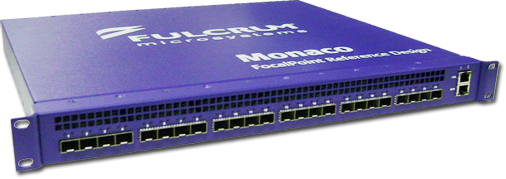 FULCRUM
microsystems
Monaco
FocalPoint Reference Design